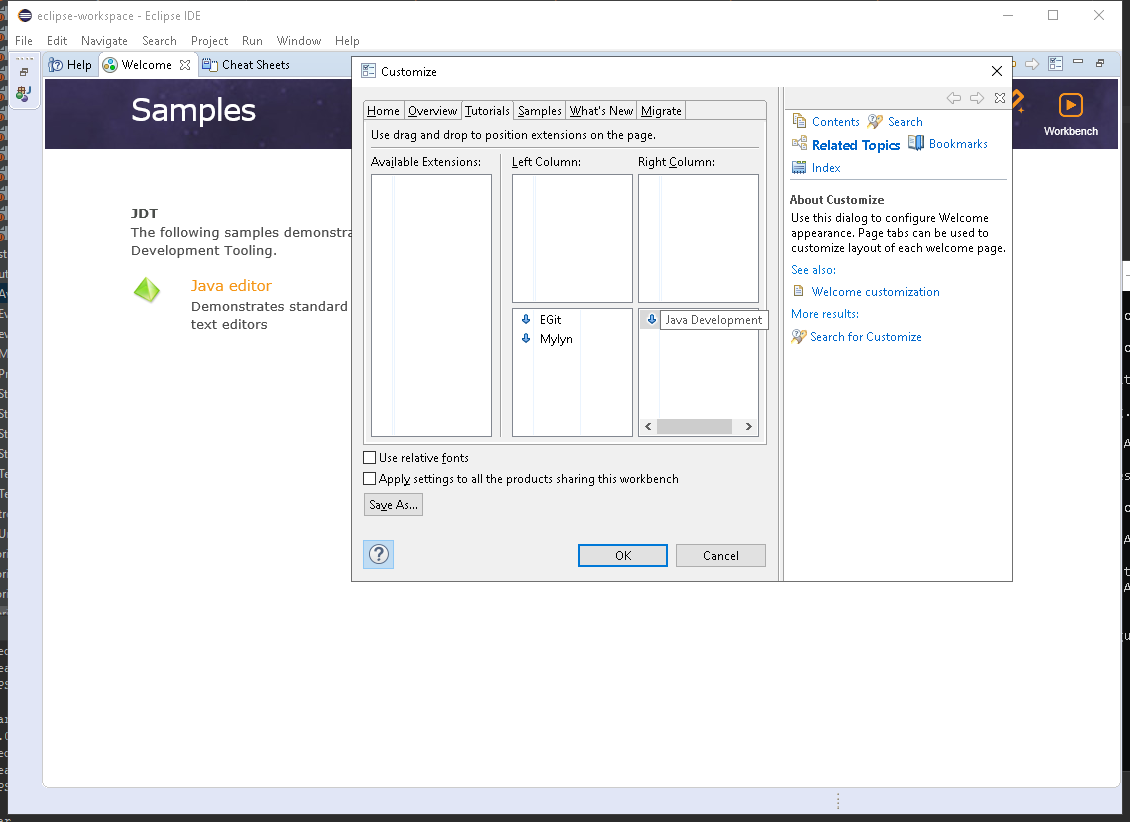 eclipse-workspace - Eclipse IDE
File Edit Navigate Search Project Run Window Help
Help Welcome Cheat Sheets
Samples
Workbench
JDT
The following samples demonstra
Development Tooling.
Java editor
Demonstrates standard
text editors
Customize
Home Overview Tutorials Samples What's New Migrate
Use drag and drop to position extensions on the page.
Available Extensions: Left Column: Right Column:
EGit
Mylyn
Java Development
Use relative fonts
Apply settings to all the products sharing this workbench
Save As...
?
OK Cancel
Contents Search
Related Topics Bookmarks
Index
About Customize
Use this dialog to configure Welcome
appearance. Page tabs can be used to
customize layout of each welcome page.
See also:
Welcome customization
More results:
Search for Customize